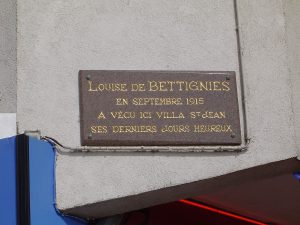 LOUISE DE BETTIGNIES
EN SEPTEMBRE 1915
A VÉCU ICI VILLA ST JEAN
SES DERNIERS JOURS HEUREUX